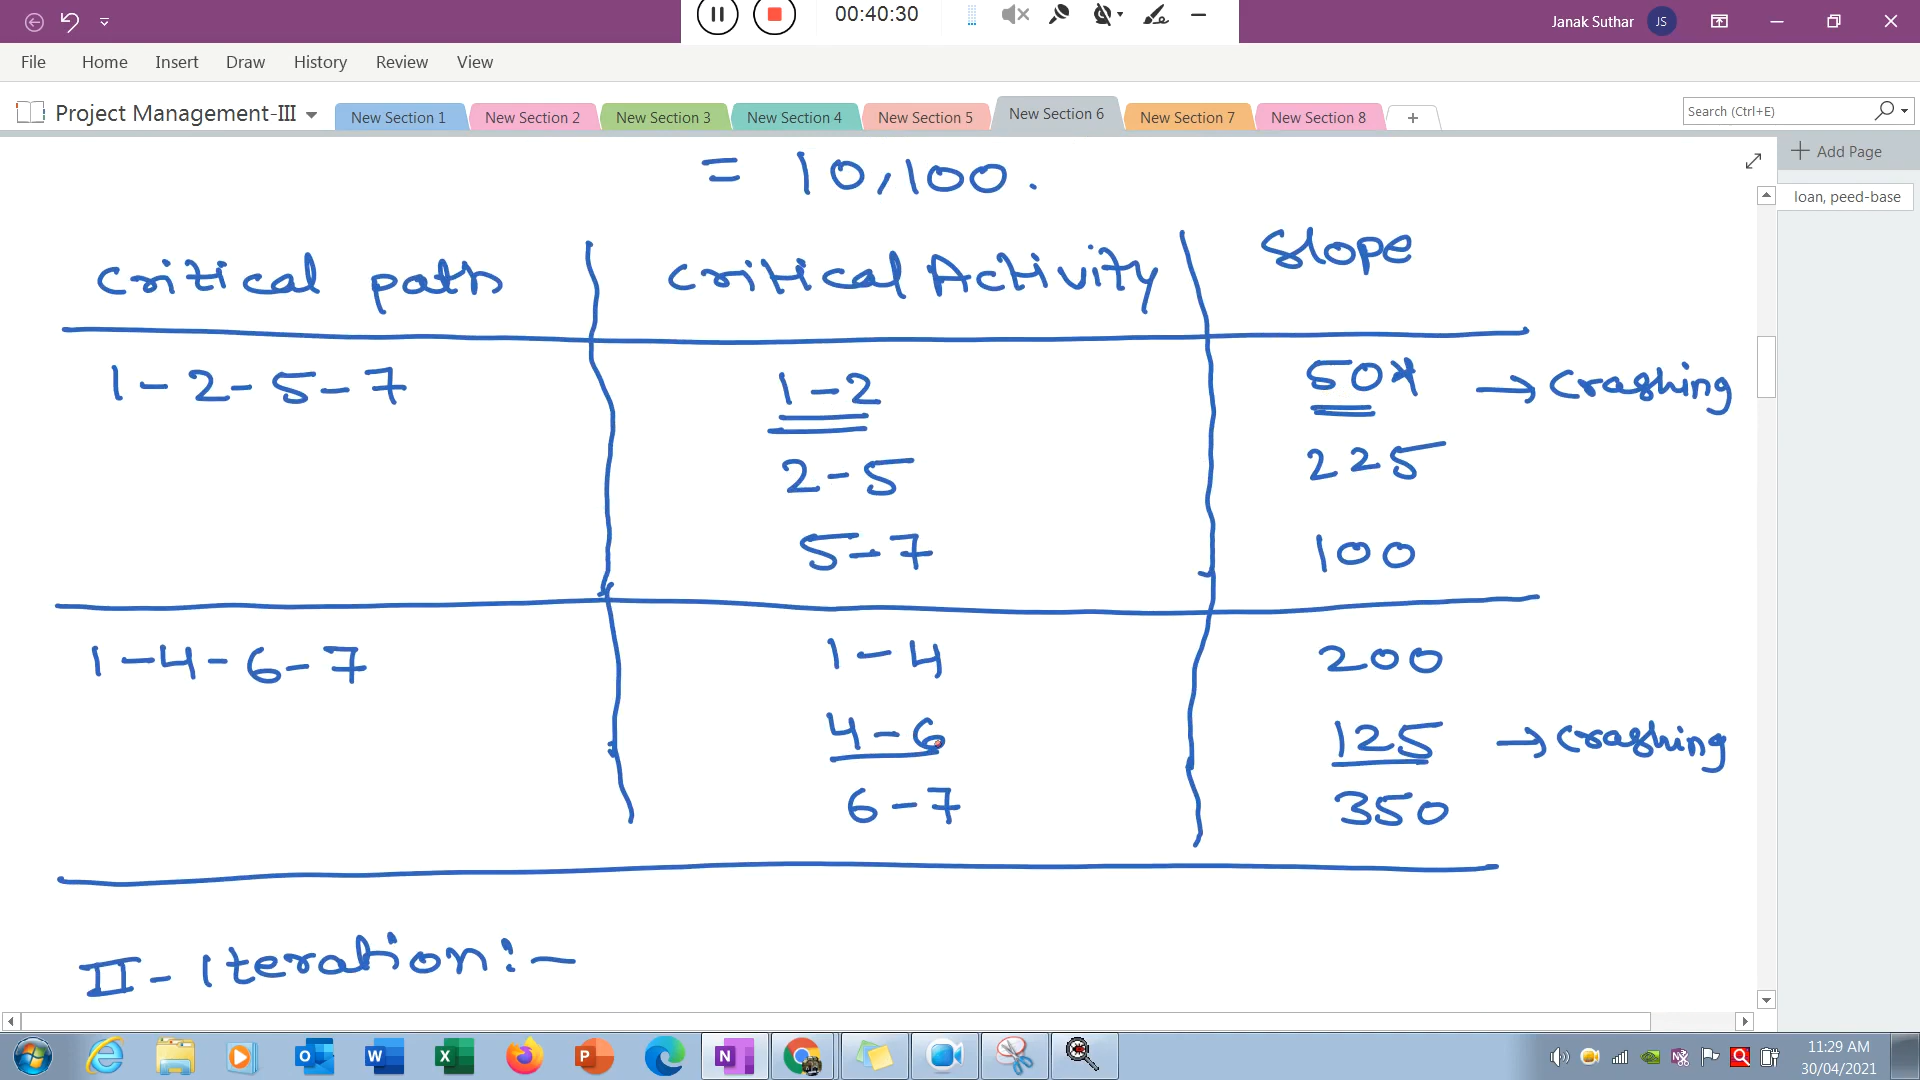 00:40:30
Janak Suthar JS
File Home Insert Draw History Review View
Project Management-III New Section 1 New Section 2 New Section 3 New Section 4 New Section 5 New Section 6 New Section 7 New Section 8 + Search (Ctrl+E)
Add Page
loan, peed-base
= 10,100.
Critical path Critical Activity Slope
1-2-5-7 1-2 50* → Crashing
2-5 225
5-7 100
1-4-6-7 1-4 200
4-6 125 → Crashing
6-7 350
II- Iteration:-
11:29 AM
30/04/2021